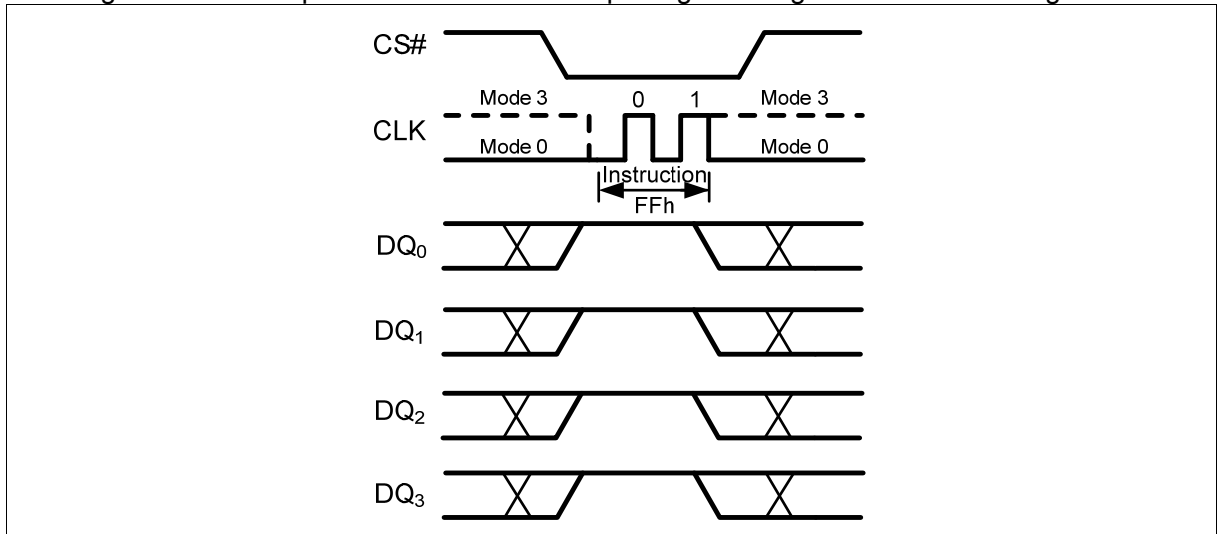 CS#
Mode 3 0 1 Mode 3
CLK
Mode 0 Mode 0
Instruction
FFh
DQ0
DQ1
DQ2
DQ3